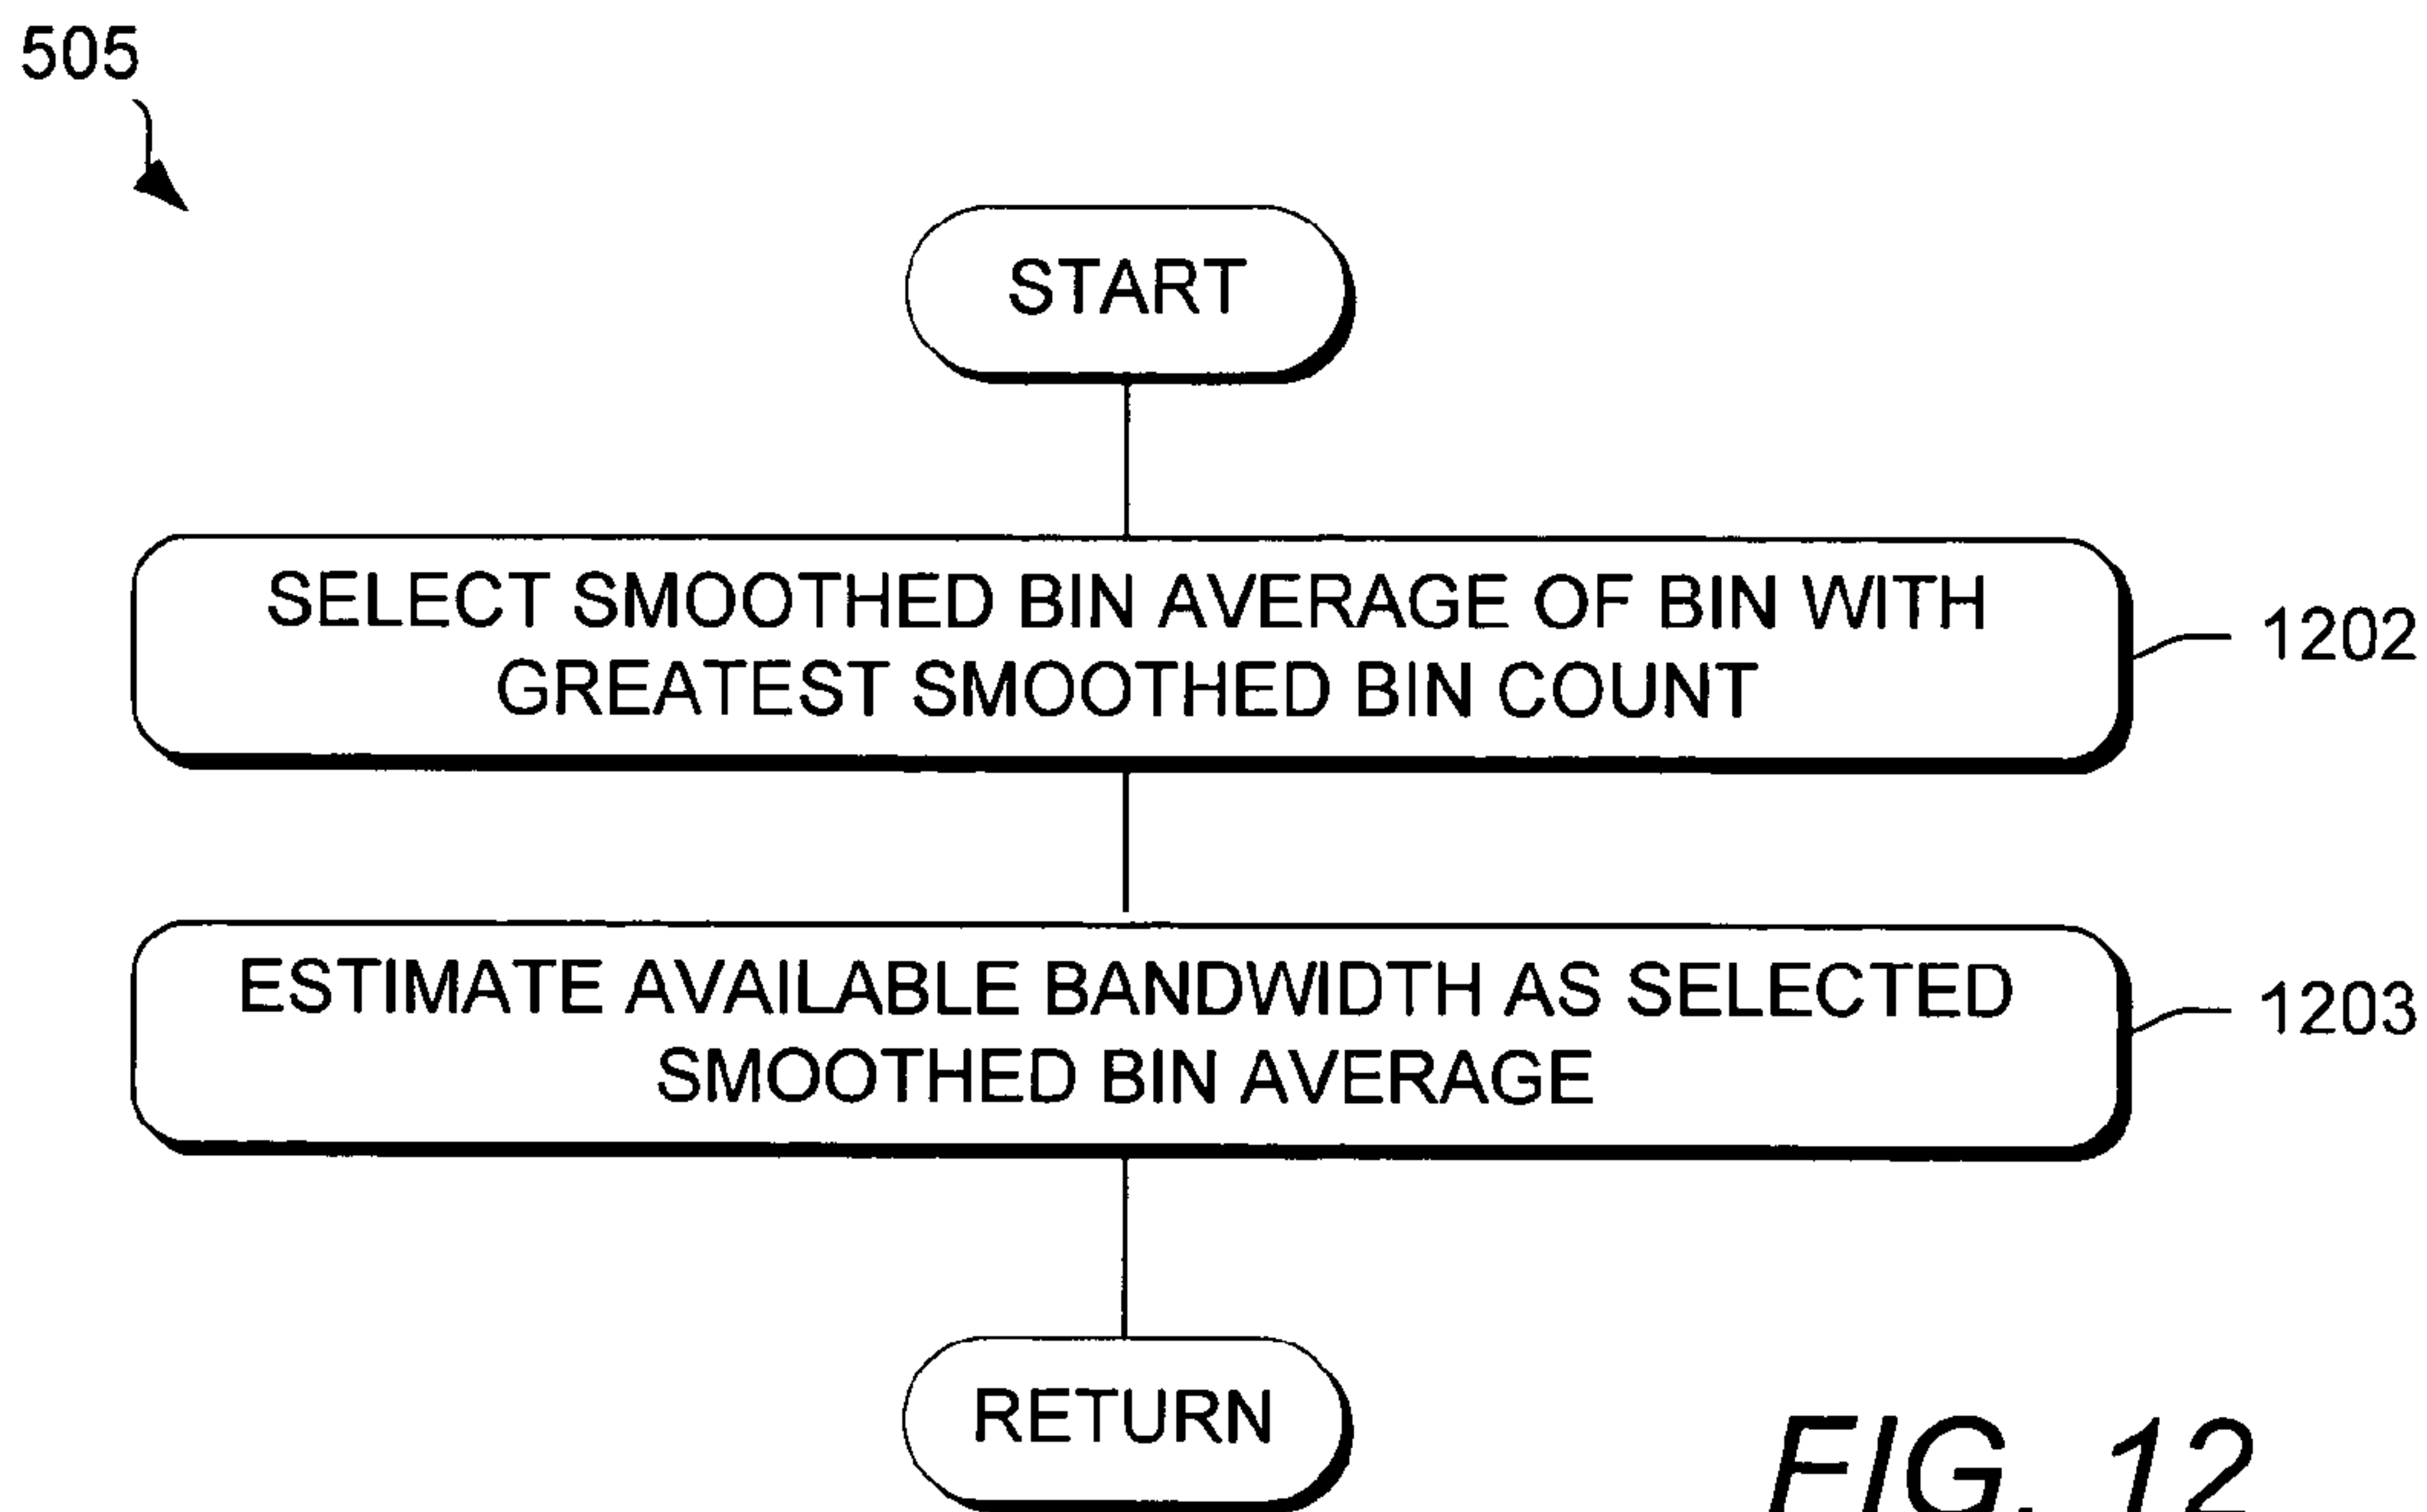 505
START
SELECT SMOOTHED BIN AVERAGE OF BIN WITH
GREATEST SMOOTHED BIN COUNT
1202
ESTIMATE AVAILABLE BANDWIDTH AS SELECTED
SMOOTHED BIN AVERAGE
1203
RETURN
FIG. 12